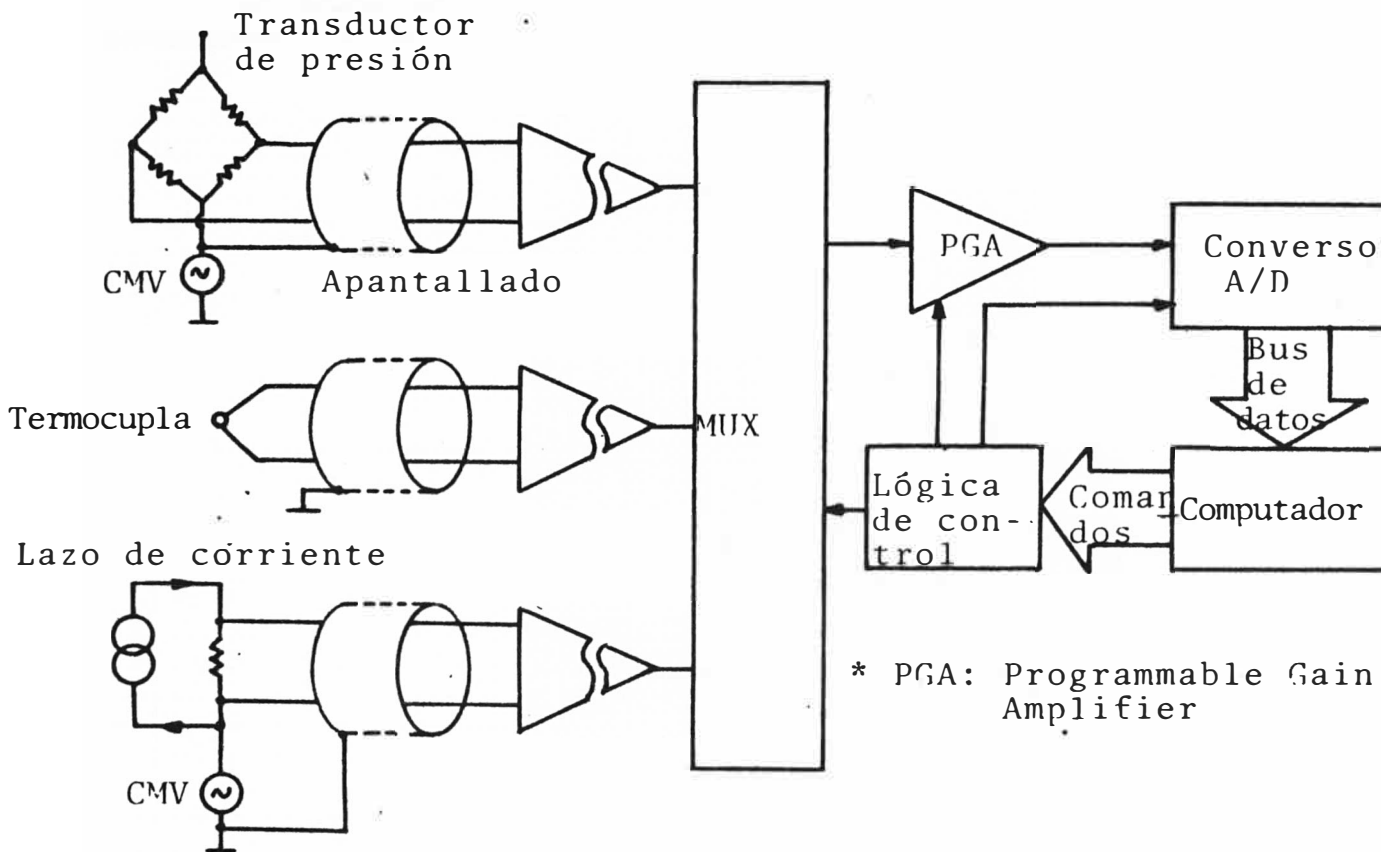 Transductor
de presión
CMV
Apantallado
Termocupla
Lazo de corriente
CMV
MUX
PGA
Converso
A/D
Bus
de
datos
Lógica
de con-
trol
Coman
dos
Computador
* PGA: Programmable Gain
Amplifier